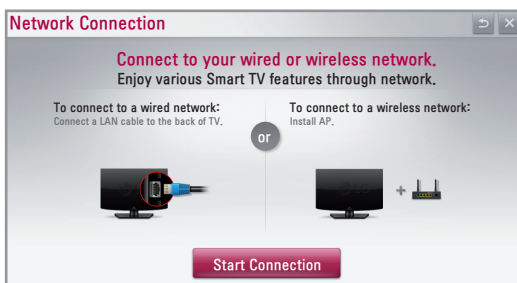 Network Connection
Connect to your wired or wireless network.
Enjoy various Smart TV features through network.
To connect to a wired network:
Connect a LAN cable to the back of TV.
or
To connect to a wireless network:
Install AP.
+
Start Connection